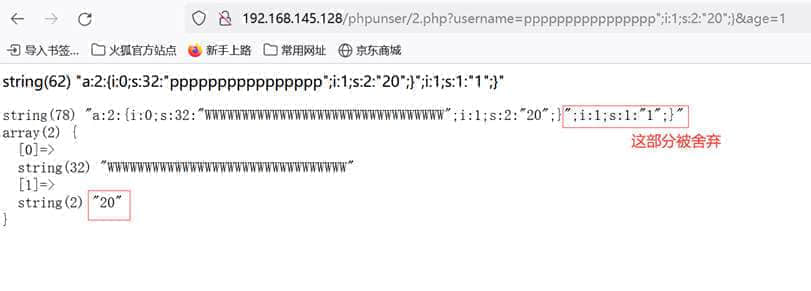 192.168.145.128/phpunser/2.php?username=pppppppppppppppp";i:1;s:2:"20";}&age=1
导入书签... 火狐官方站点 新手上路 常用网址 京东商城
string(62) "a:2:{i:0;s:32:"pppppppppppppppp";i:1;s:2:"20";}";i:1;s:1:"1";}"
string(78) "a:2:{i:0;s:32:"WWWWWWWWWWWWWWWWWWWWWWWWWWWWWWWW";i:1;s:2:"20";}";i:1;s:1:"1";}"
array(2) {
[0]=>
这部分被舍弃
string(32) "WWWWWWWWWWWWWWWWWWWWWWWWWWWWWWWW"
[1]=>
string(2) "20"
}